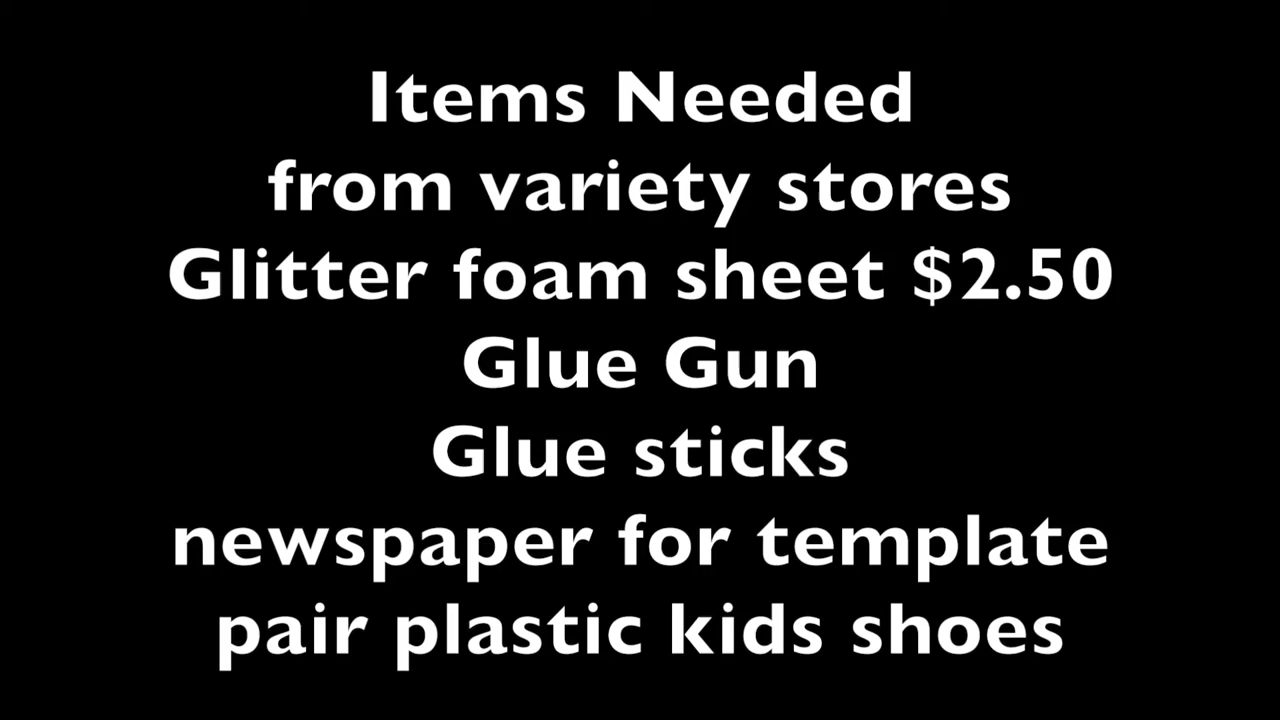 Items Needed
from variety stores
Glitter foam sheet $2.50
Glue Gun
Glue sticks
newspaper for template
pair plastic kids shoes